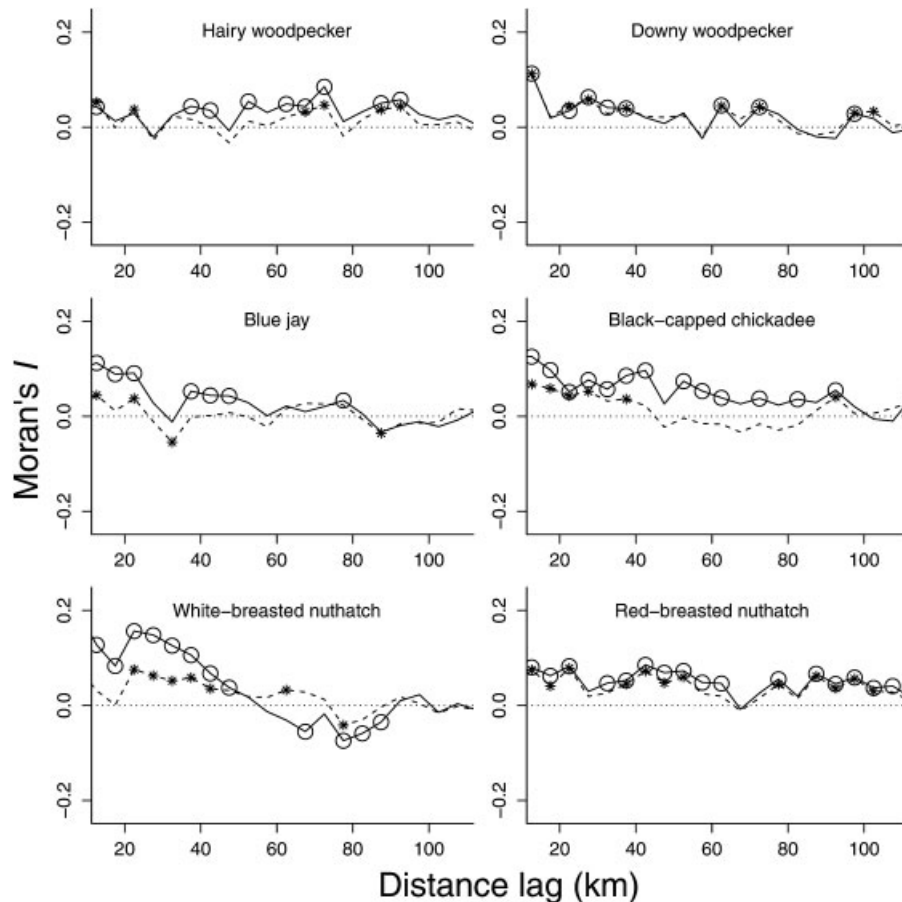 Hairy woodpecker
Downy woodpecker
0.2
0.0
−0.2
20 40 60 80 100
0.2
0.0
−0.2
20 40 60 80 100
Blue jay
Black−capped chickadee
0.2
0.0
−0.2
20 40 60 80 100
0.2
0.0
−0.2
20 40 60 80 100
White−breasted nuthatch
Red−breasted nuthatch
0.2
0.0
−0.2
20 40 60 80 100
0.2
0.0
−0.2
20 40 60 80 100
Moran's I
Distance lag (km)